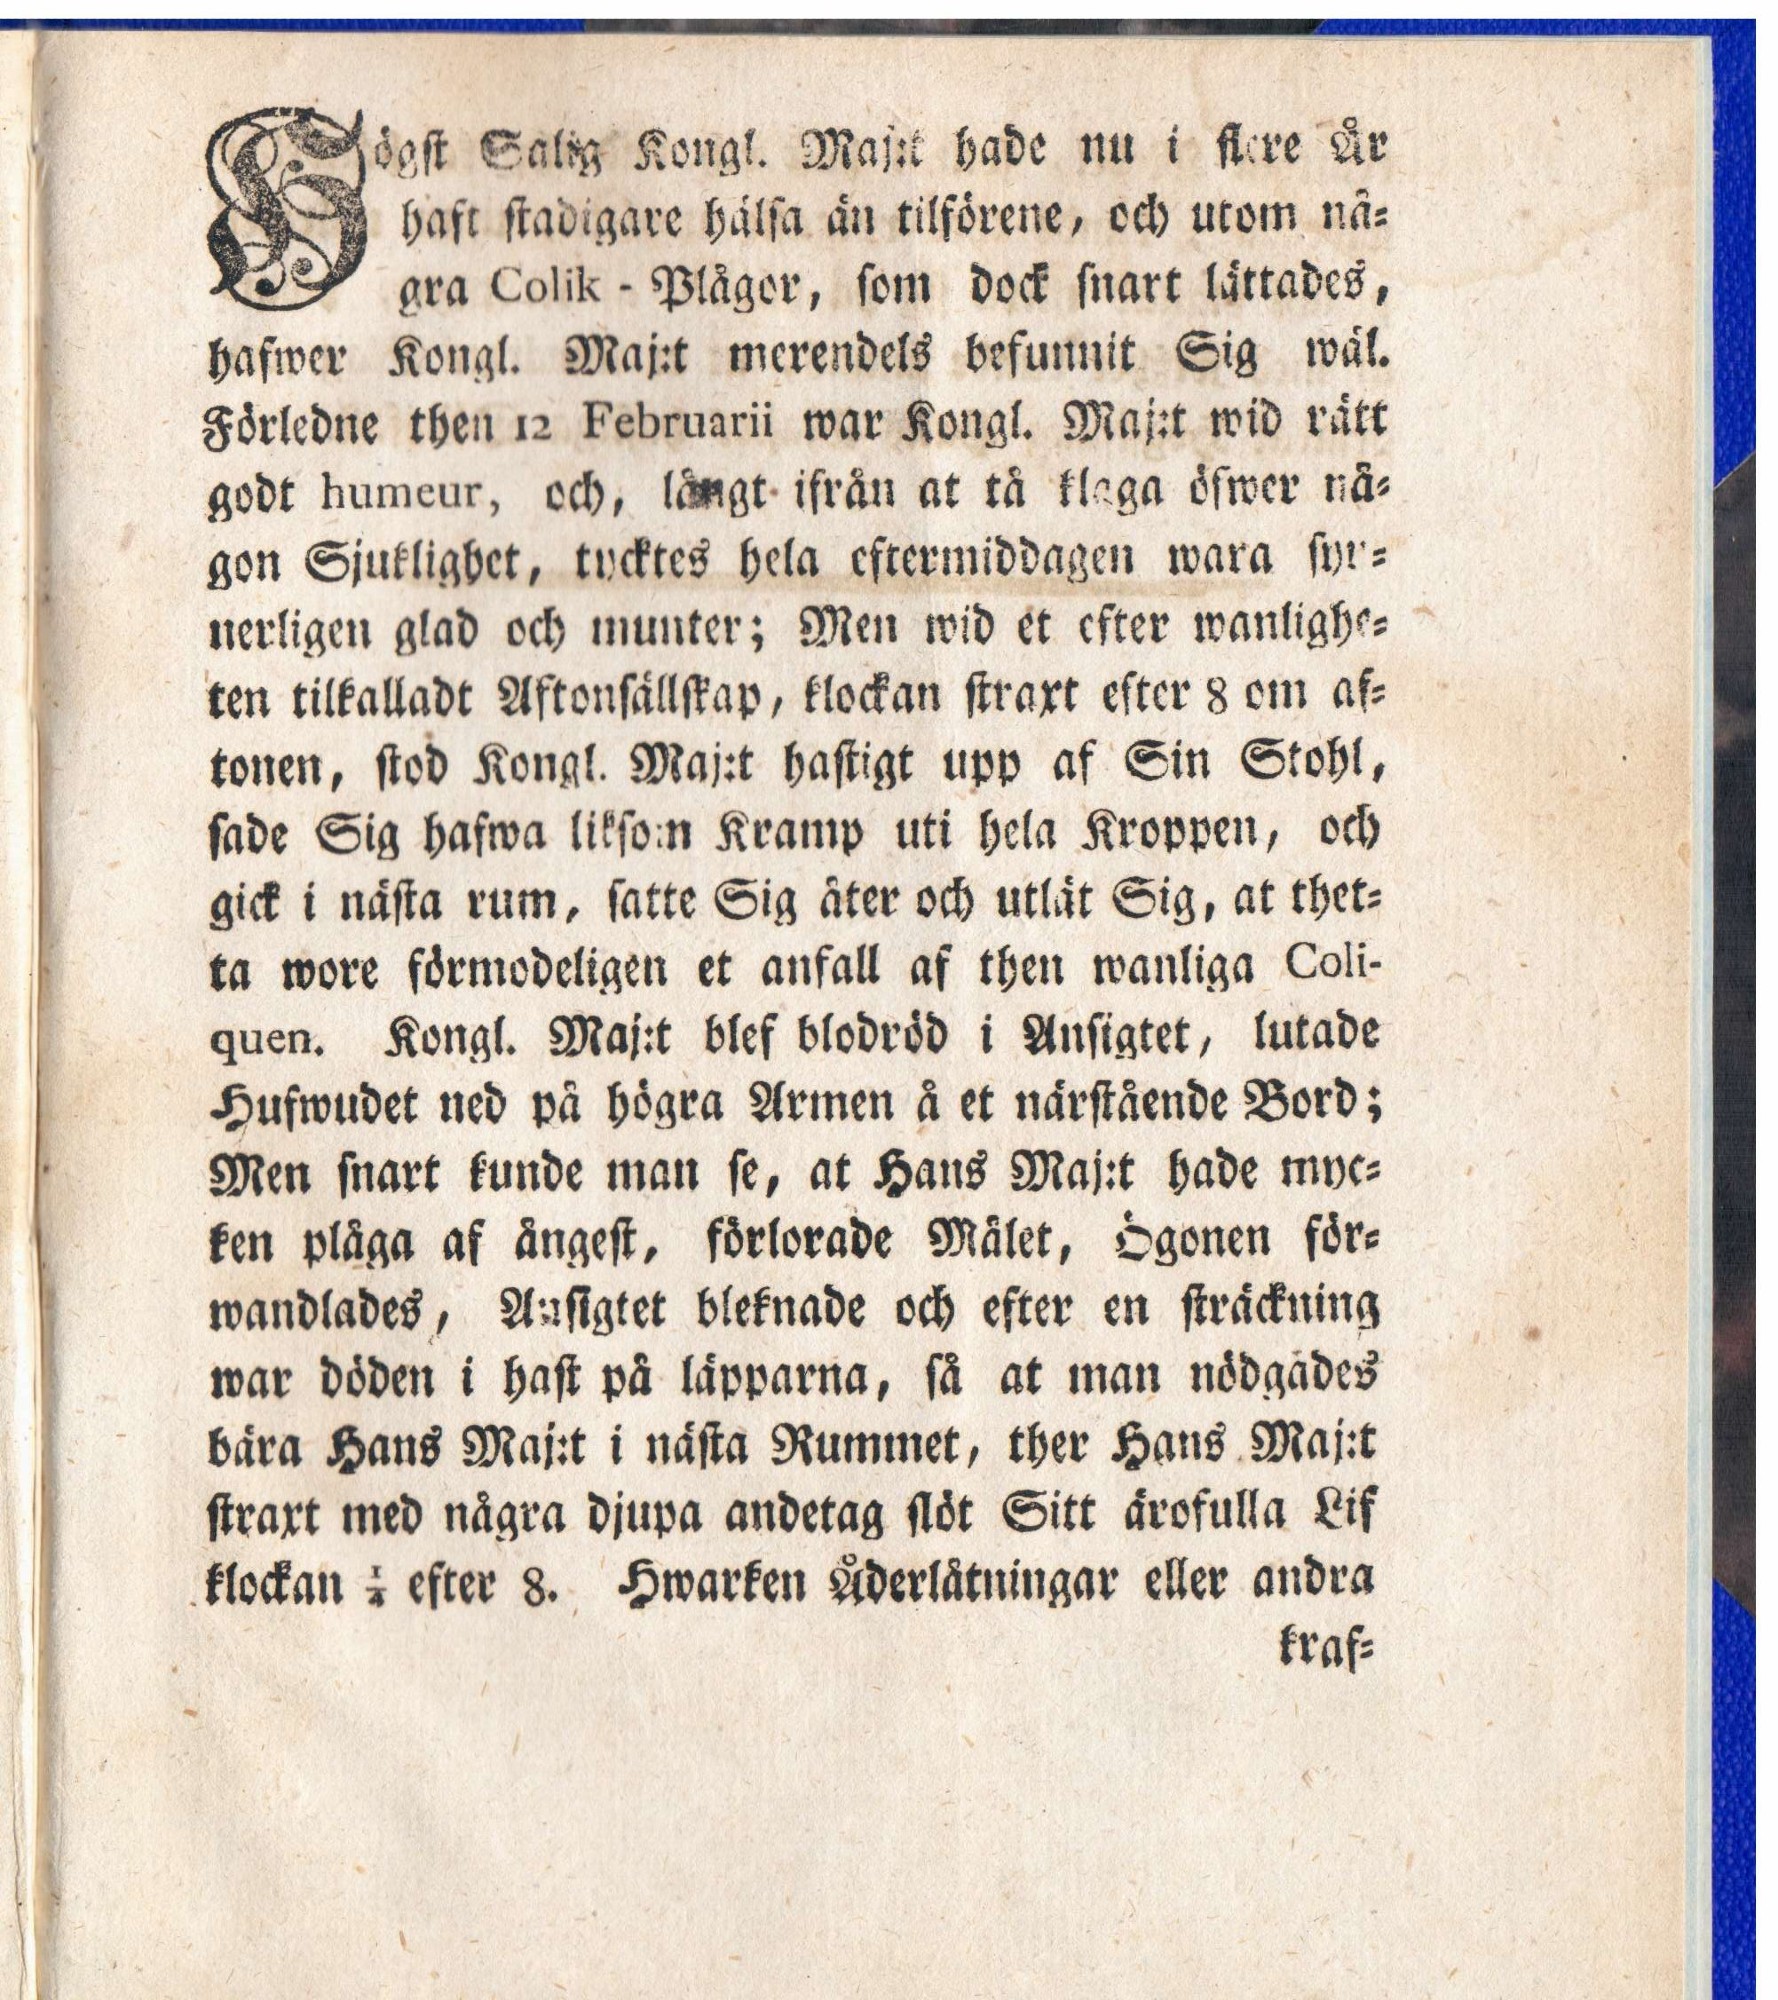 Högst Salig Kongl. Maj:t hade nu i flere År
haft stadigare hälsa än tilförene, och utom nå=
gra Colik - Plågor, som dock snart lättades,
hafwer Kongl. Maj:t merendels befunnit Sig wäl.
Förledne then 12 Februarii war Kongl. Maj:t wid rätt
godt humeur, och, långt ifrån at tå klaga öfwer nå=
gon Sjuklighet, tycktes hela eftermiddagen wara syn=
nerligen glad och munter; Men wid et efter wanlighe=
ten tilkalladt Aftonsällskap, klockan straxt efter 8 om af=
tonen, stod Kongl. Maj:t hastigt upp af Sin Stohl,
sade Sig hafwa liksom Kramp uti hela Kroppen, och
gick i nästa rum, satte Sig åter och utlät Sig, at thet=
ta wore förmodeligen et anfall af then wanliga Coli-
quen. Kongl. Maj:t blef blodröd i Ansigtet, lutade
Hufwudet ned på högra Armen å et närstående Bord;
Men snart kunde man se, at Hans Maj:t hade myc=
ken plåga af ångest, förlorade Målet, Ögonen för=
wandlades, Ansigtet bleknade och efter en sträckning
war döden i hast på läpparna, så at man nödgades
bära Hans Maj:t i nästa Rummet, ther Hans Maj:t
straxt med några djupa andetag slöt Sitt ärofulla Lif
klockan ½ efter 8. Hwarken Åderlåtningar eller andra
kraf=